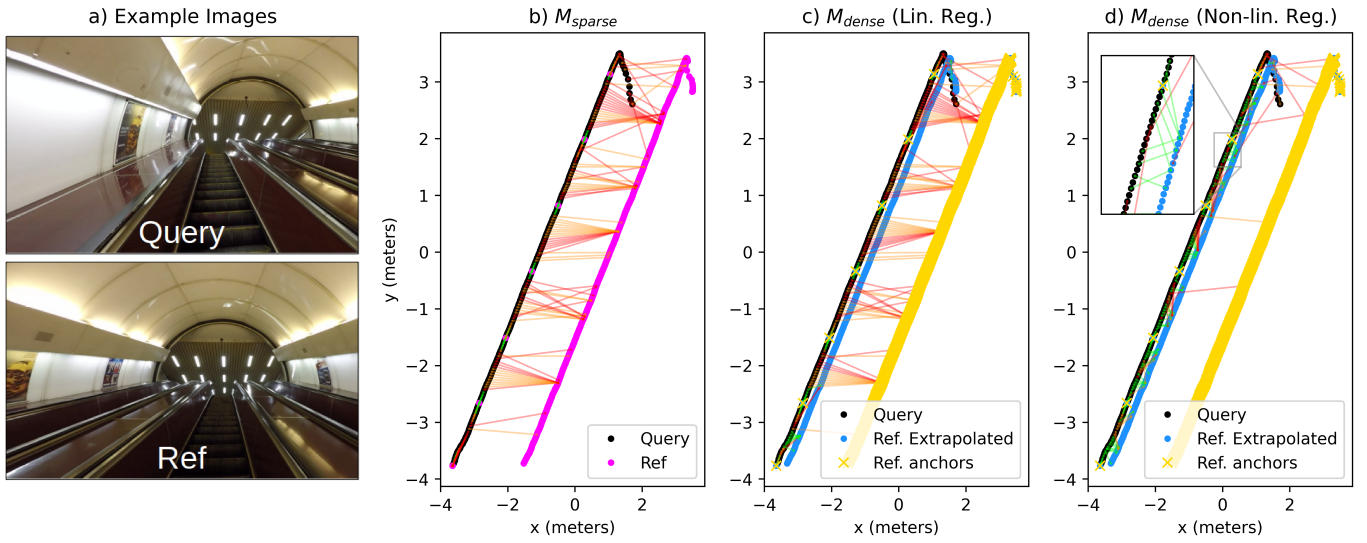 a) Example Images
Query
Ref
b) M_sparse
y (meters)
3
2
1
0
−1
−2
−3
−4
−4
−2
0
2
x (meters)
Query
Ref
c) M_dense (Lin. Reg.)
3
2
1
0
−1
−2
−3
−4
−4
−2
0
2
x (meters)
Query
Ref. Extrapolated
Ref. anchors
d) M_dense (Non-lin. Reg.)
3
2
1
0
−1
−2
−3
−4
−4
−2
0
2
x (meters)
Query
Ref. Extrapolated
Ref. anchors